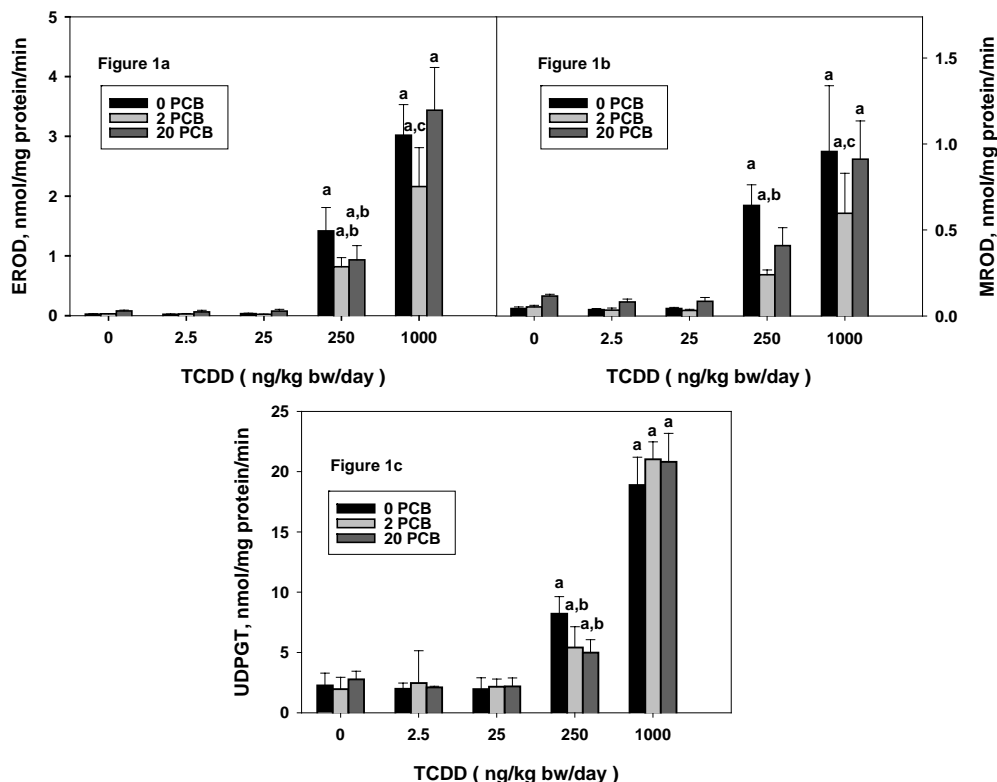 Figure 1a
0 PCB
2 PCB
20 PCB
EROD, nmol/mg protein/min
5
4
3
2
1
0
a
a,b
a,b
a
a,c
a
0 2.5 25 250 1000
TCDD ( ng/kg bw/day )
Figure 1b
0 PCB
2 PCB
20 PCB
a
a,b
a
a,c
a
1.5
1.0
0.5
0.0
MROD, nmol/mg protein/min
0 2.5 25 250 1000
TCDD ( ng/kg bw/day )
Figure 1c
0 PCB
2 PCB
20 PCB
UDPGT, nmol/mg protein/min
25
20
15
10
5
0
a
a,b
a,b
a a a
0 2.5 25 250 1000
TCDD ( ng/kg bw/day )